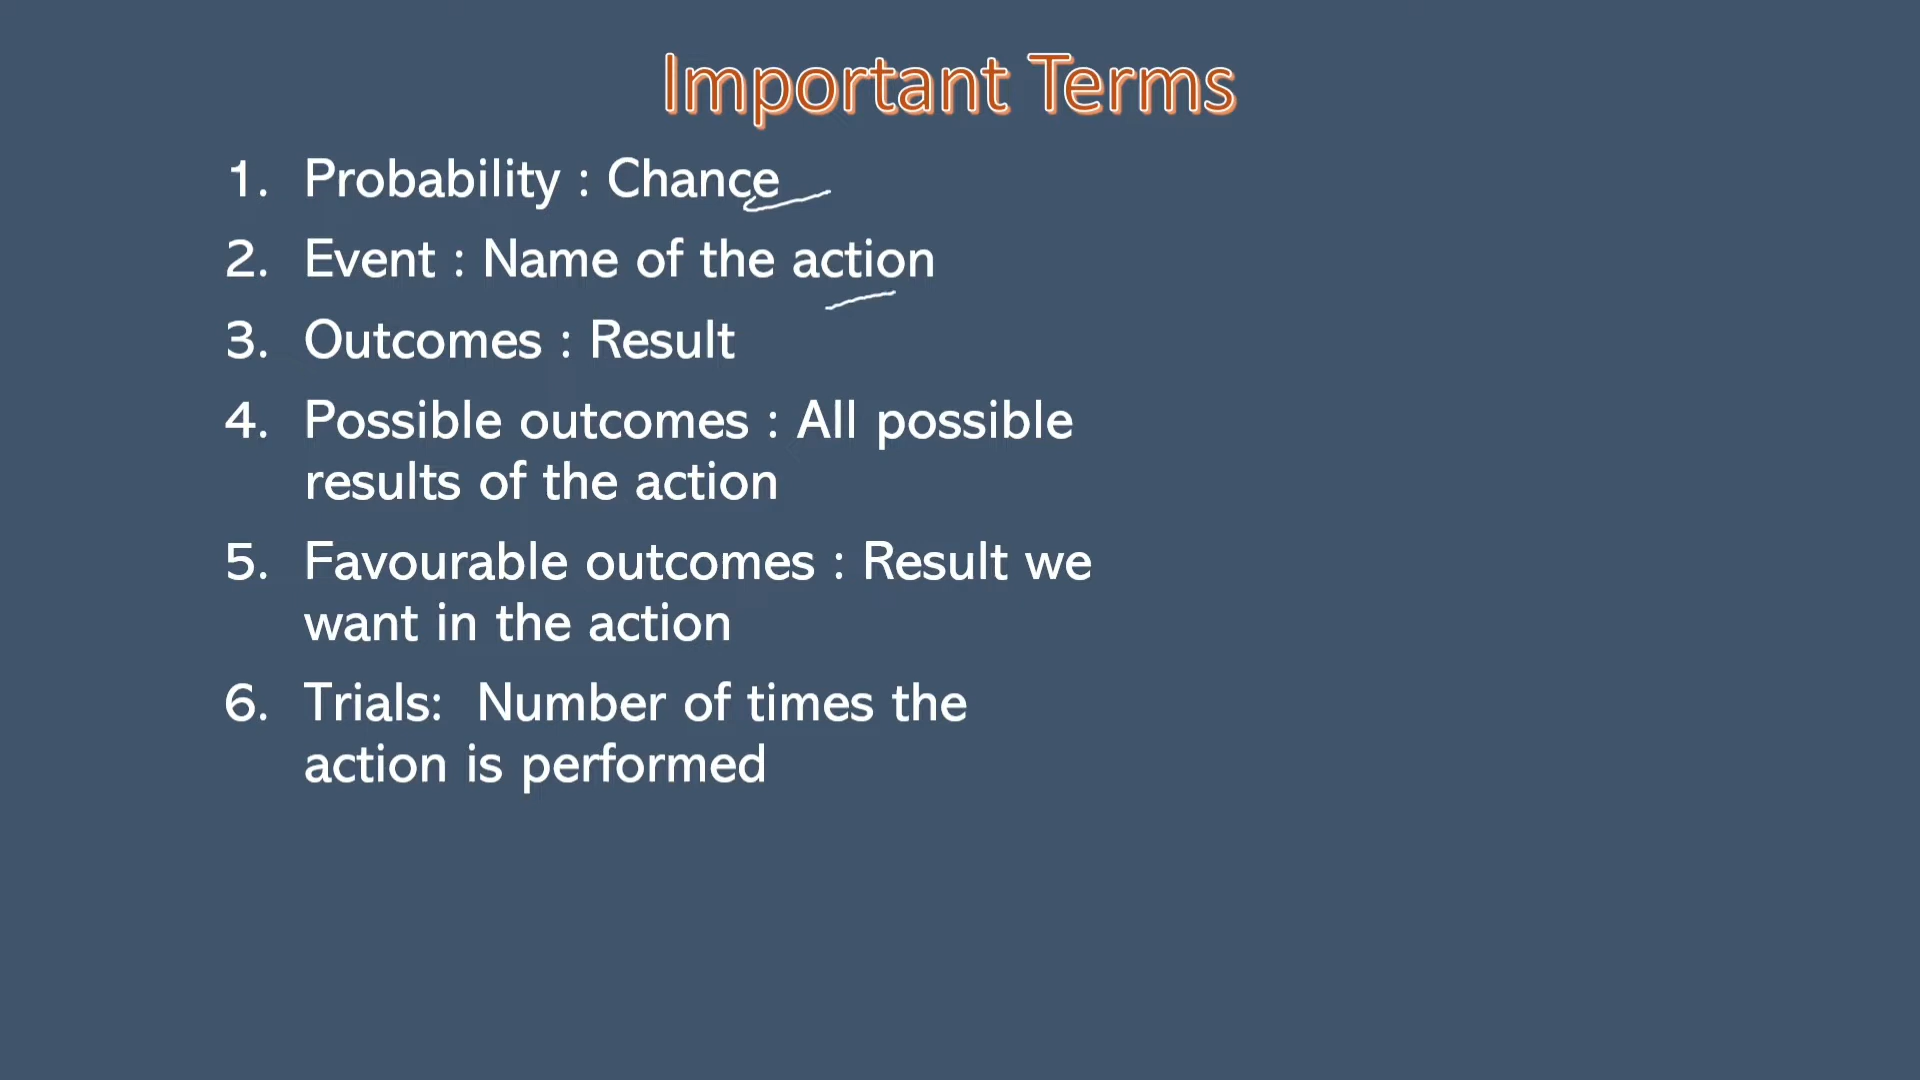 Important Terms
1. Probability : Chance
2. Event : Name of the action
3. Outcomes : Result
4. Possible outcomes : All possible
results of the action
5. Favourable outcomes : Result we
want in the action
6. Trials: Number of times the
action is performed